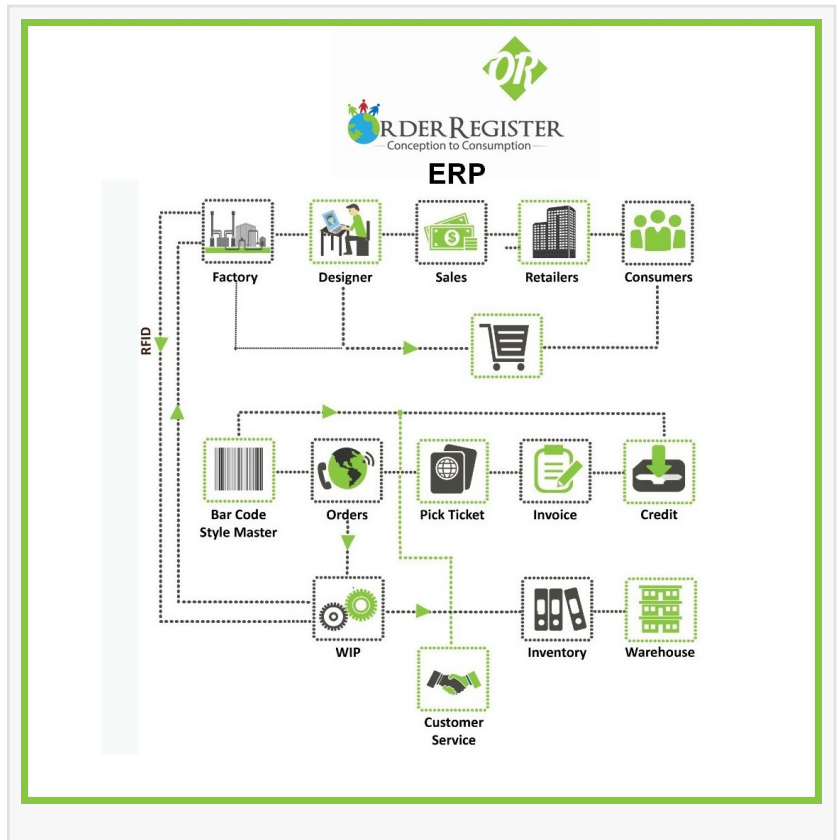 OR
ORDERREGISTER
Conception to Consumption
ERP
Factory
Designer
Sales
Retailers
Consumers
RFID
Bar Code
Style Master
Orders
Pick Ticket
Invoice
Credit
WIP
Inventory
Warehouse
Customer
Service